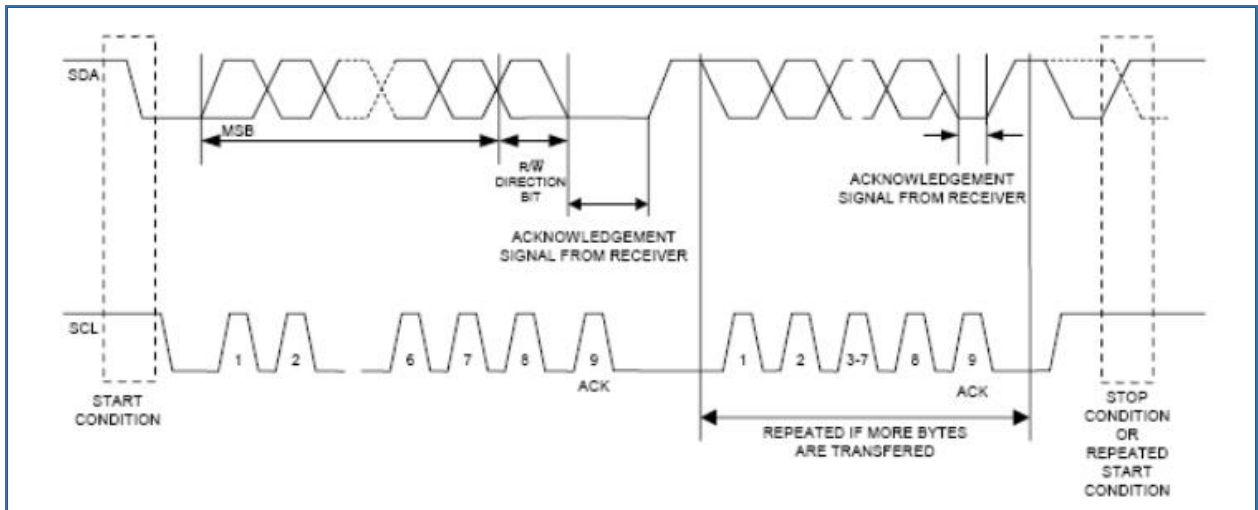 SDA
MSB
R/W
DIRECTION
BIT
ACKNOWLEDGEMENT
SIGNAL FROM RECEIVER
ACKNOWLEDGEMENT
SIGNAL FROM RECEIVER
SCL
1
2
6
7
8
9
ACK
1
2
3-7
8
9
ACK
START
CONDITION
REPEATED IF MORE BYTES
ARE TRANSFERED
STOP
CONDITION
OR
REPEATED
START
CONDITION